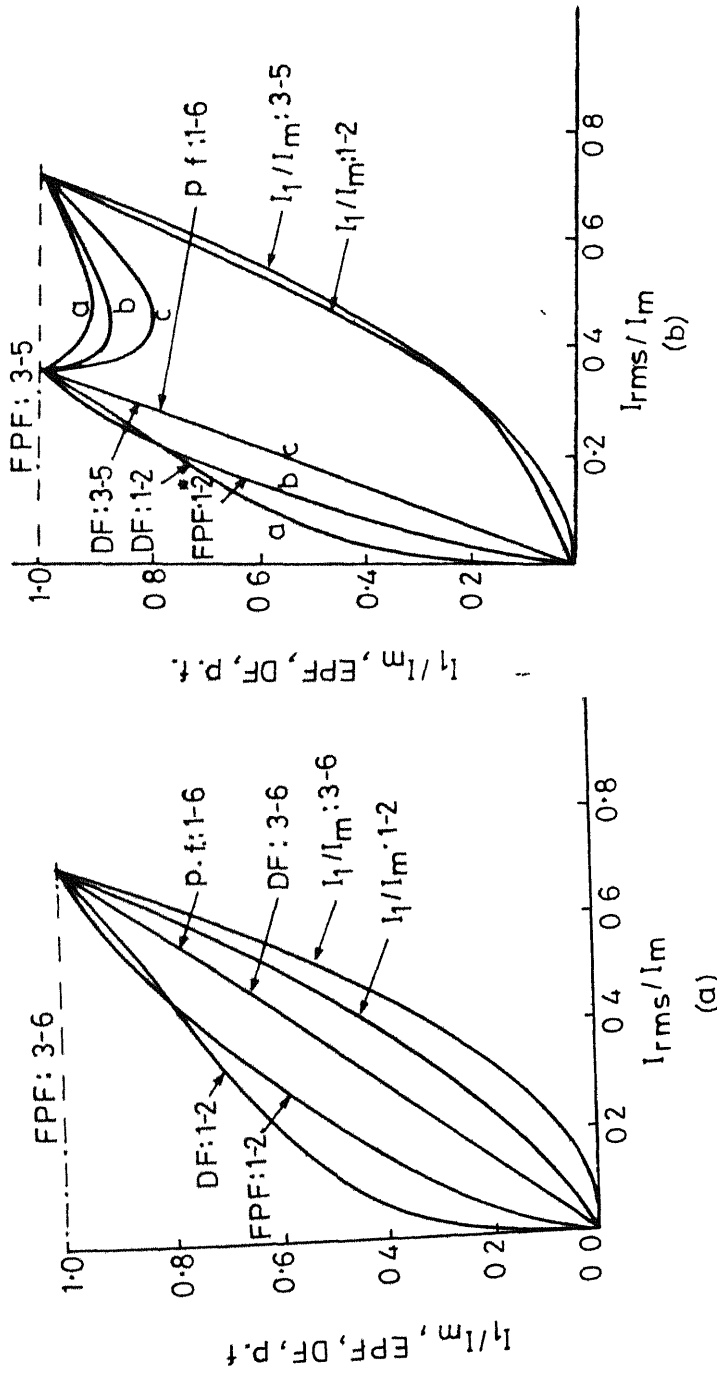 I1/Im, EPF, DF, p.f
1.0
0.8
0.6
0.4
0 2
0 0
FPF: 3-6
DF:1-2
FPF:1-2
p.f:1-6
DF: 3-6
I1/Im:3-6
I1/Im.1-2
0 2
0 4
0 6
0.8
Irms/Im
(a)
I1/Im, EPF, DF, p.f.
1.0
0 8
0 6
0.4
0 2
FPF: 3-5
DF:3-5
DF:1-2
*
FPF.1-2
a
b
c
a
b
c
p f:1-6
I1/Im:3-5
I1/Im:1-2
0.2
0 4
0 6
0 8
Irms/Im
(b)